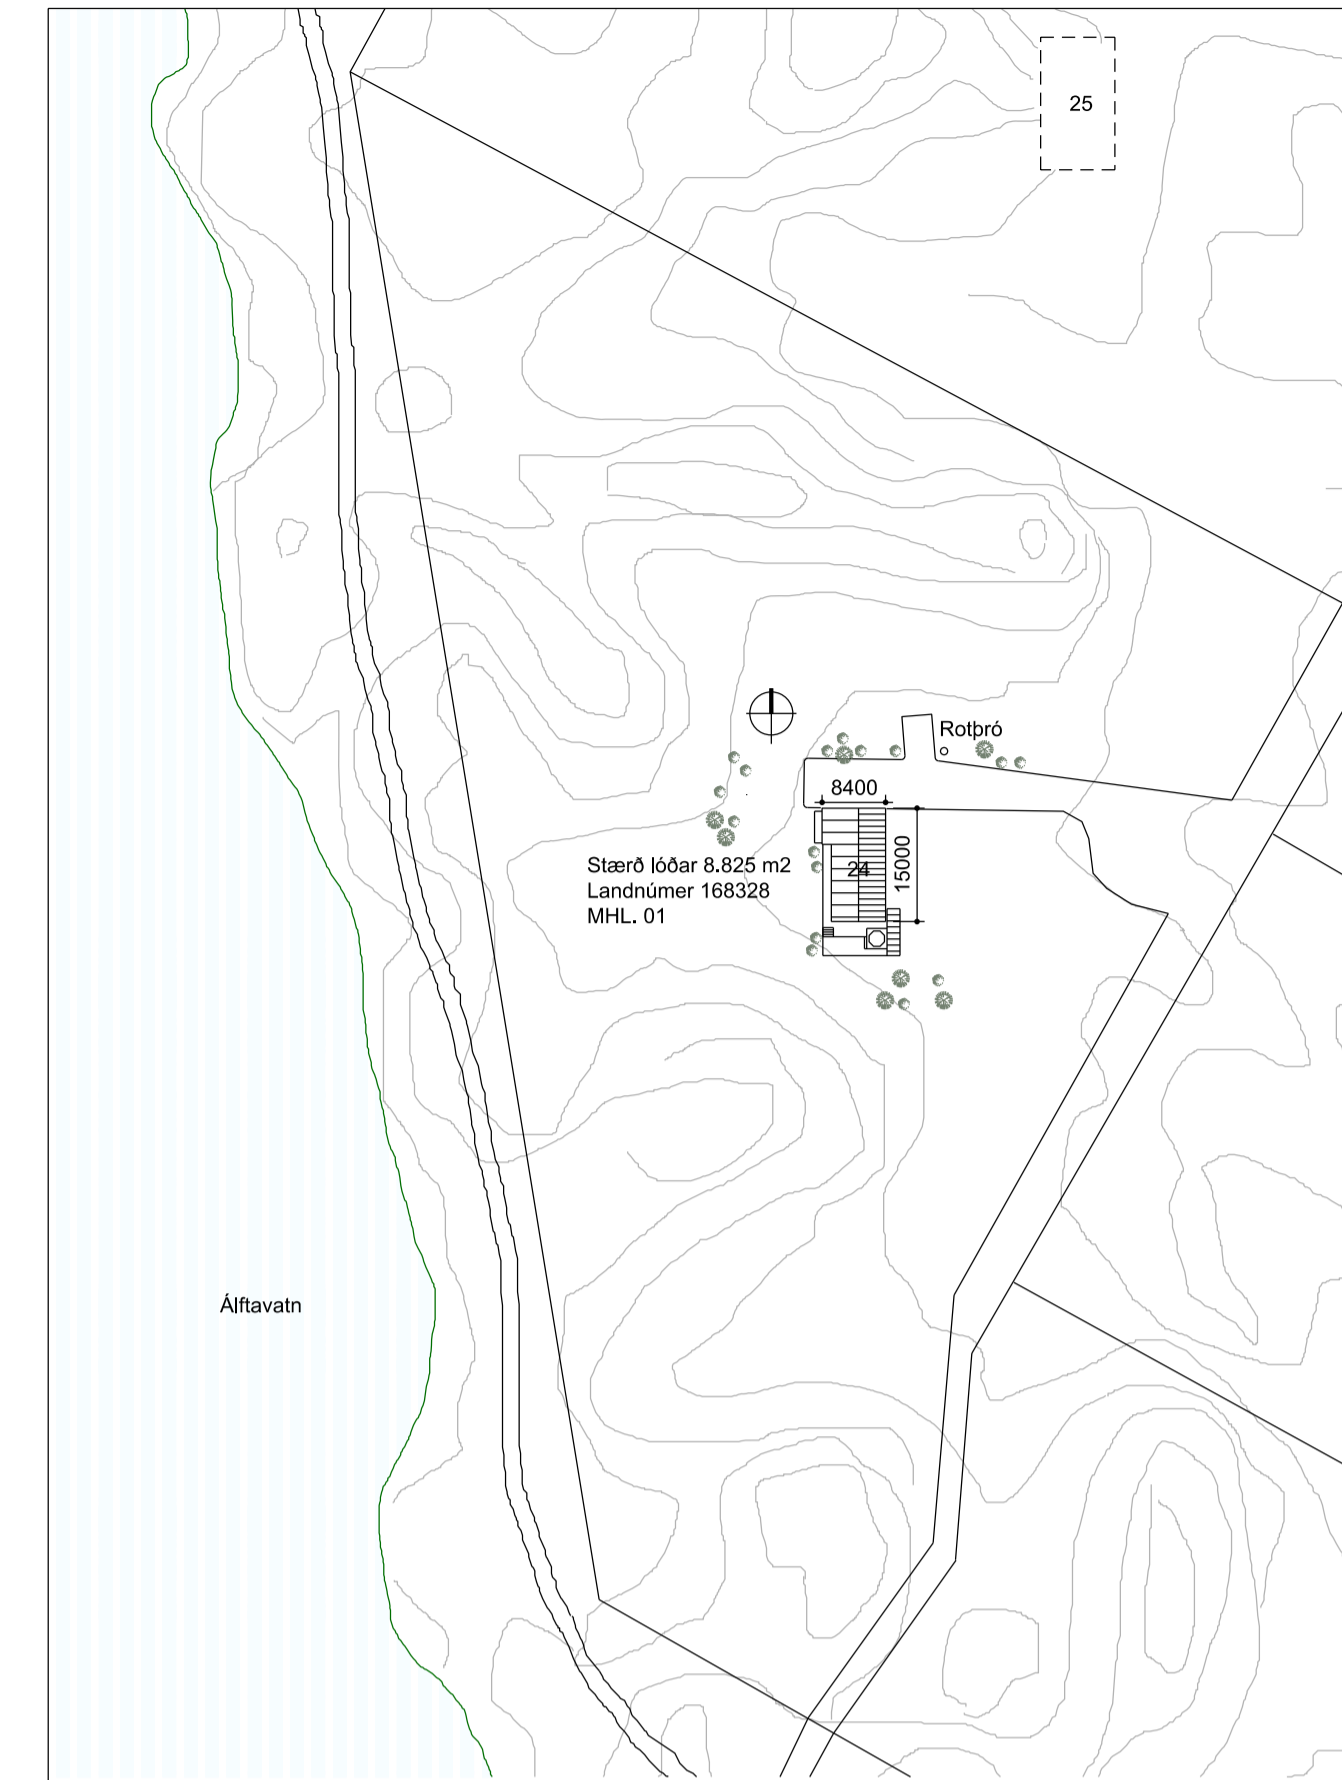 25
Rotþró
8400
15000
24
Stærð lóðar 8.825 m2
Landnúmer 168328
MHL. 01
Álftavatn